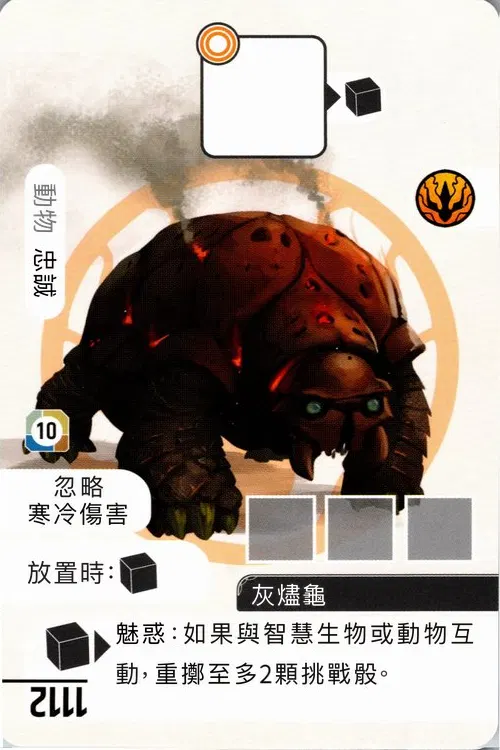 動物 忠誠
10
忽略
寒冷傷害
放置時:
灰燼龜
魅惑:如果與智慧生物或動物互
動,重擲至多2顆挑戰骰。
1112